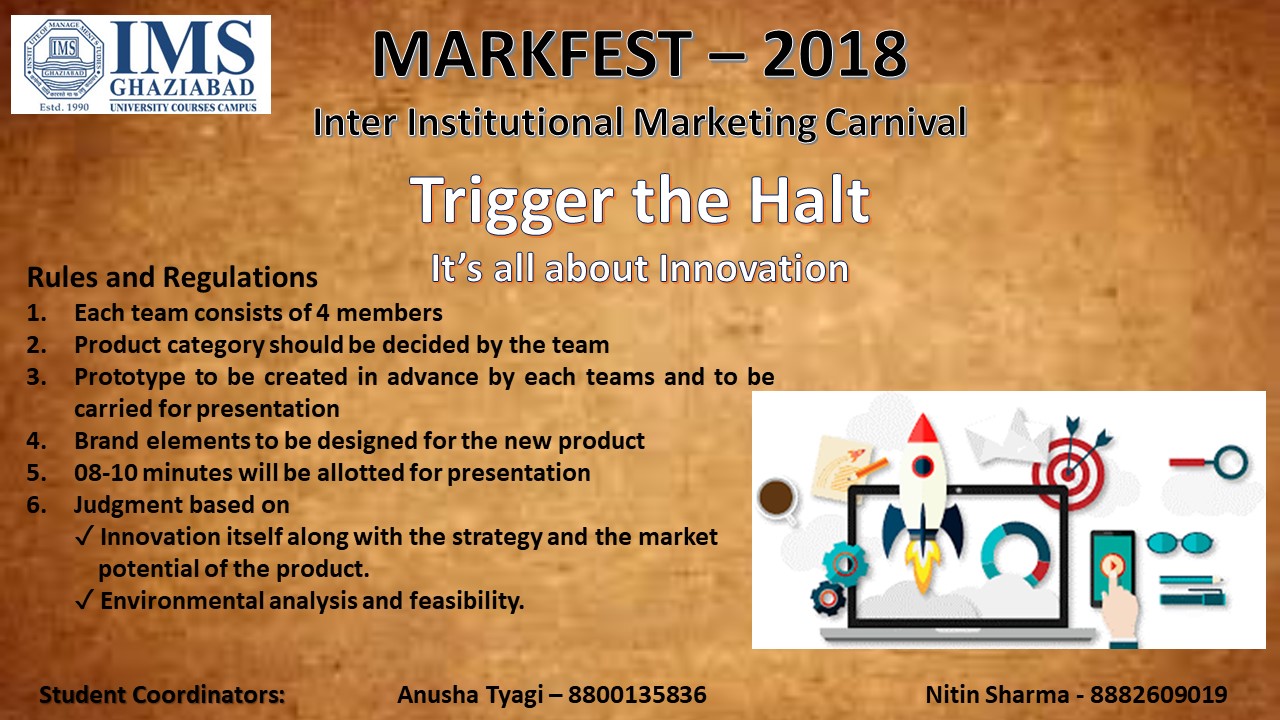 IMS
GHAZIABAD
Estd. 1990
UNIVERSITY COURSES CAMPUS
MARKFEST – 2018
Inter Institutional Marketing Carnival
Trigger the Halt
It's all about Innovation
Rules and Regulations
1. Each team consists of 4 members
2. Product category should be decided by the team
3. Prototype to be created in advance by each teams and to be
carried for presentation
4. Brand elements to be designed for the new product
5. 08-10 minutes will be allotted for presentation
6. Judgment based on
✓ Innovation itself along with the strategy and the market
potential of the product.
✓ Environmental analysis and feasibility.
Student Coordinators: Anusha Tyagi – 8800135836 Nitin Sharma - 8882609019